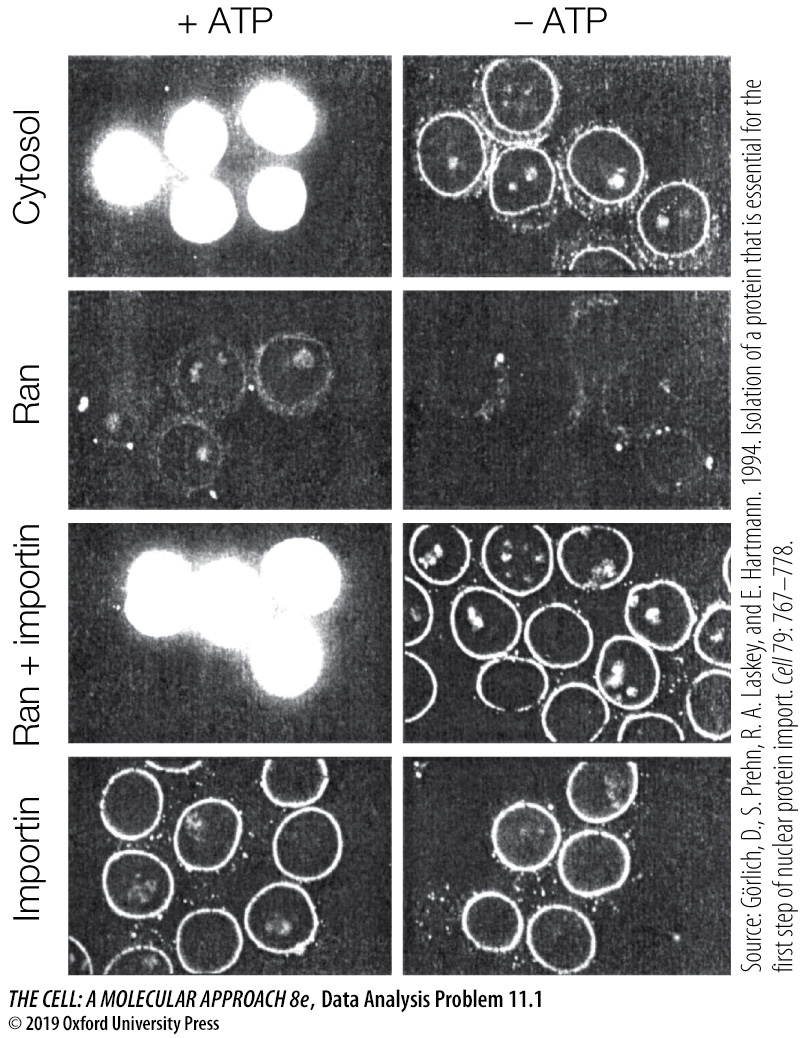 + ATP
– ATP
Cytosol
Ran
Ran + importin
Importin
Source: Görlich, D., S. Prehn, R. A. Laskey, and E. Hartmann. 1994. Isolation of a protein that is essential for the
first step of nuclear protein import. Cell 79: 767–778.
THE CELL: A MOLECULAR APPROACH 8e, Data Analysis Problem 11.1
© 2019 Oxford University Press